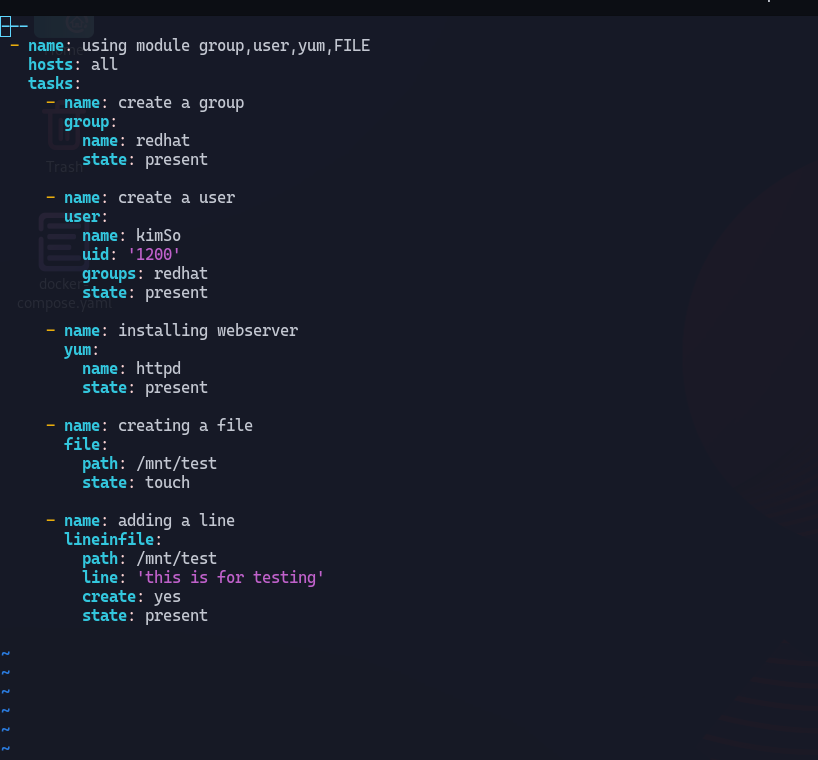 ---
- name: using module group,user,yum,FILE
  hosts: all
  tasks:
    - name: create a group
      group:
        name: redhat
        state: present

    - name: create a user
      user:
        name: kimSo
        uid: '1200'
        groups: redhat
        state: present

    - name: installing webserver
      yum:
        name: httpd
        state: present

    - name: creating a file
      file:
        path: /mnt/test
        state: touch

    - name: adding a line
      lineinfile:
        path: /mnt/test
        line: 'this is for testing'
        create: yes
        state: present

~
~
~
~
~
~
Trash
docker-
compose.yaml